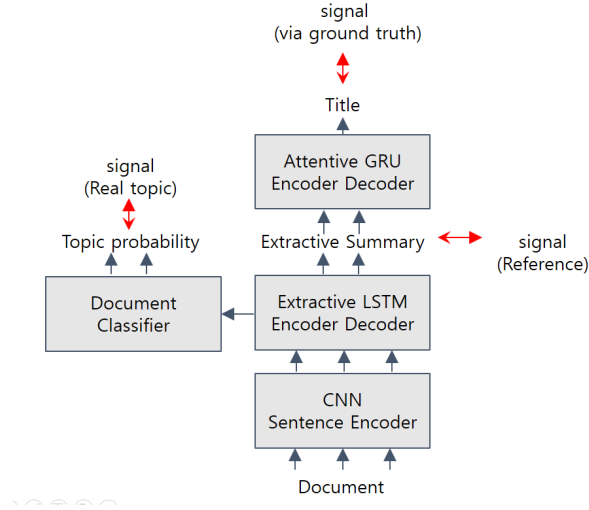 signal
(via ground truth)
Title
Attentive GRU
Encoder Decoder
signal
(Real topic)
Topic probability
Extractive Summary
signal
(Reference)
Document
Classifier
Extractive LSTM
Encoder Decoder
CNN
Sentence Encoder
Document